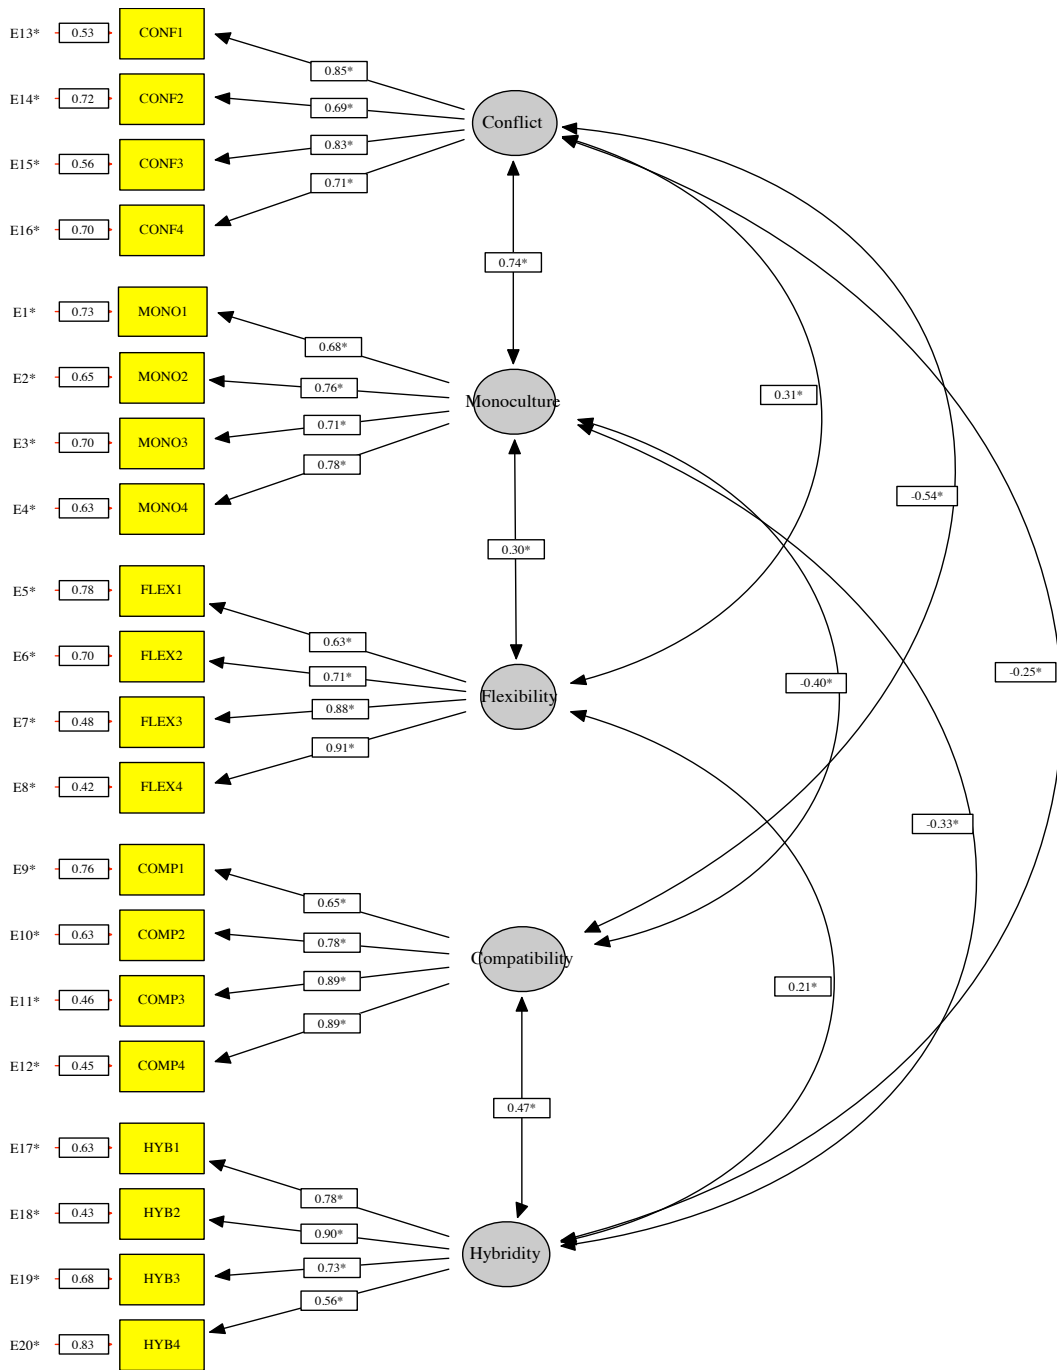 E13* 0.53 CONF1
0.85*
E14* 0.72 CONF2
0.69*
Conflict
E15* 0.56 CONF3
0.83*
0.71*
E16* 0.70 CONF4
0.74*
E1* 0.73 MONO1
0.68*
E2* 0.65 MONO2
0.76*
0.31*
Monoculture
0.71*
E3* 0.70 MONO3
0.78*
-0.54*
E4* 0.63 MONO4
0.30*
E5* 0.78 FLEX1
0.63*
E6* 0.70 FLEX2
0.71*
-0.25*
-0.40*
Flexibility
0.88*
E7* 0.48 FLEX3
0.91*
E8* 0.42 FLEX4
-0.33*
E9* 0.76 COMP1
0.65*
E10* 0.63 COMP2
0.78*
Compatibility
0.89*
0.21*
E11* 0.46 COMP3
0.89*
E12* 0.45 COMP4
0.47*
E17* 0.63 HYB1
0.78*
E18* 0.43 HYB2
0.90*
Hybridity
0.73*
E19* 0.68 HYB3
0.56*
E20* 0.83 HYB4